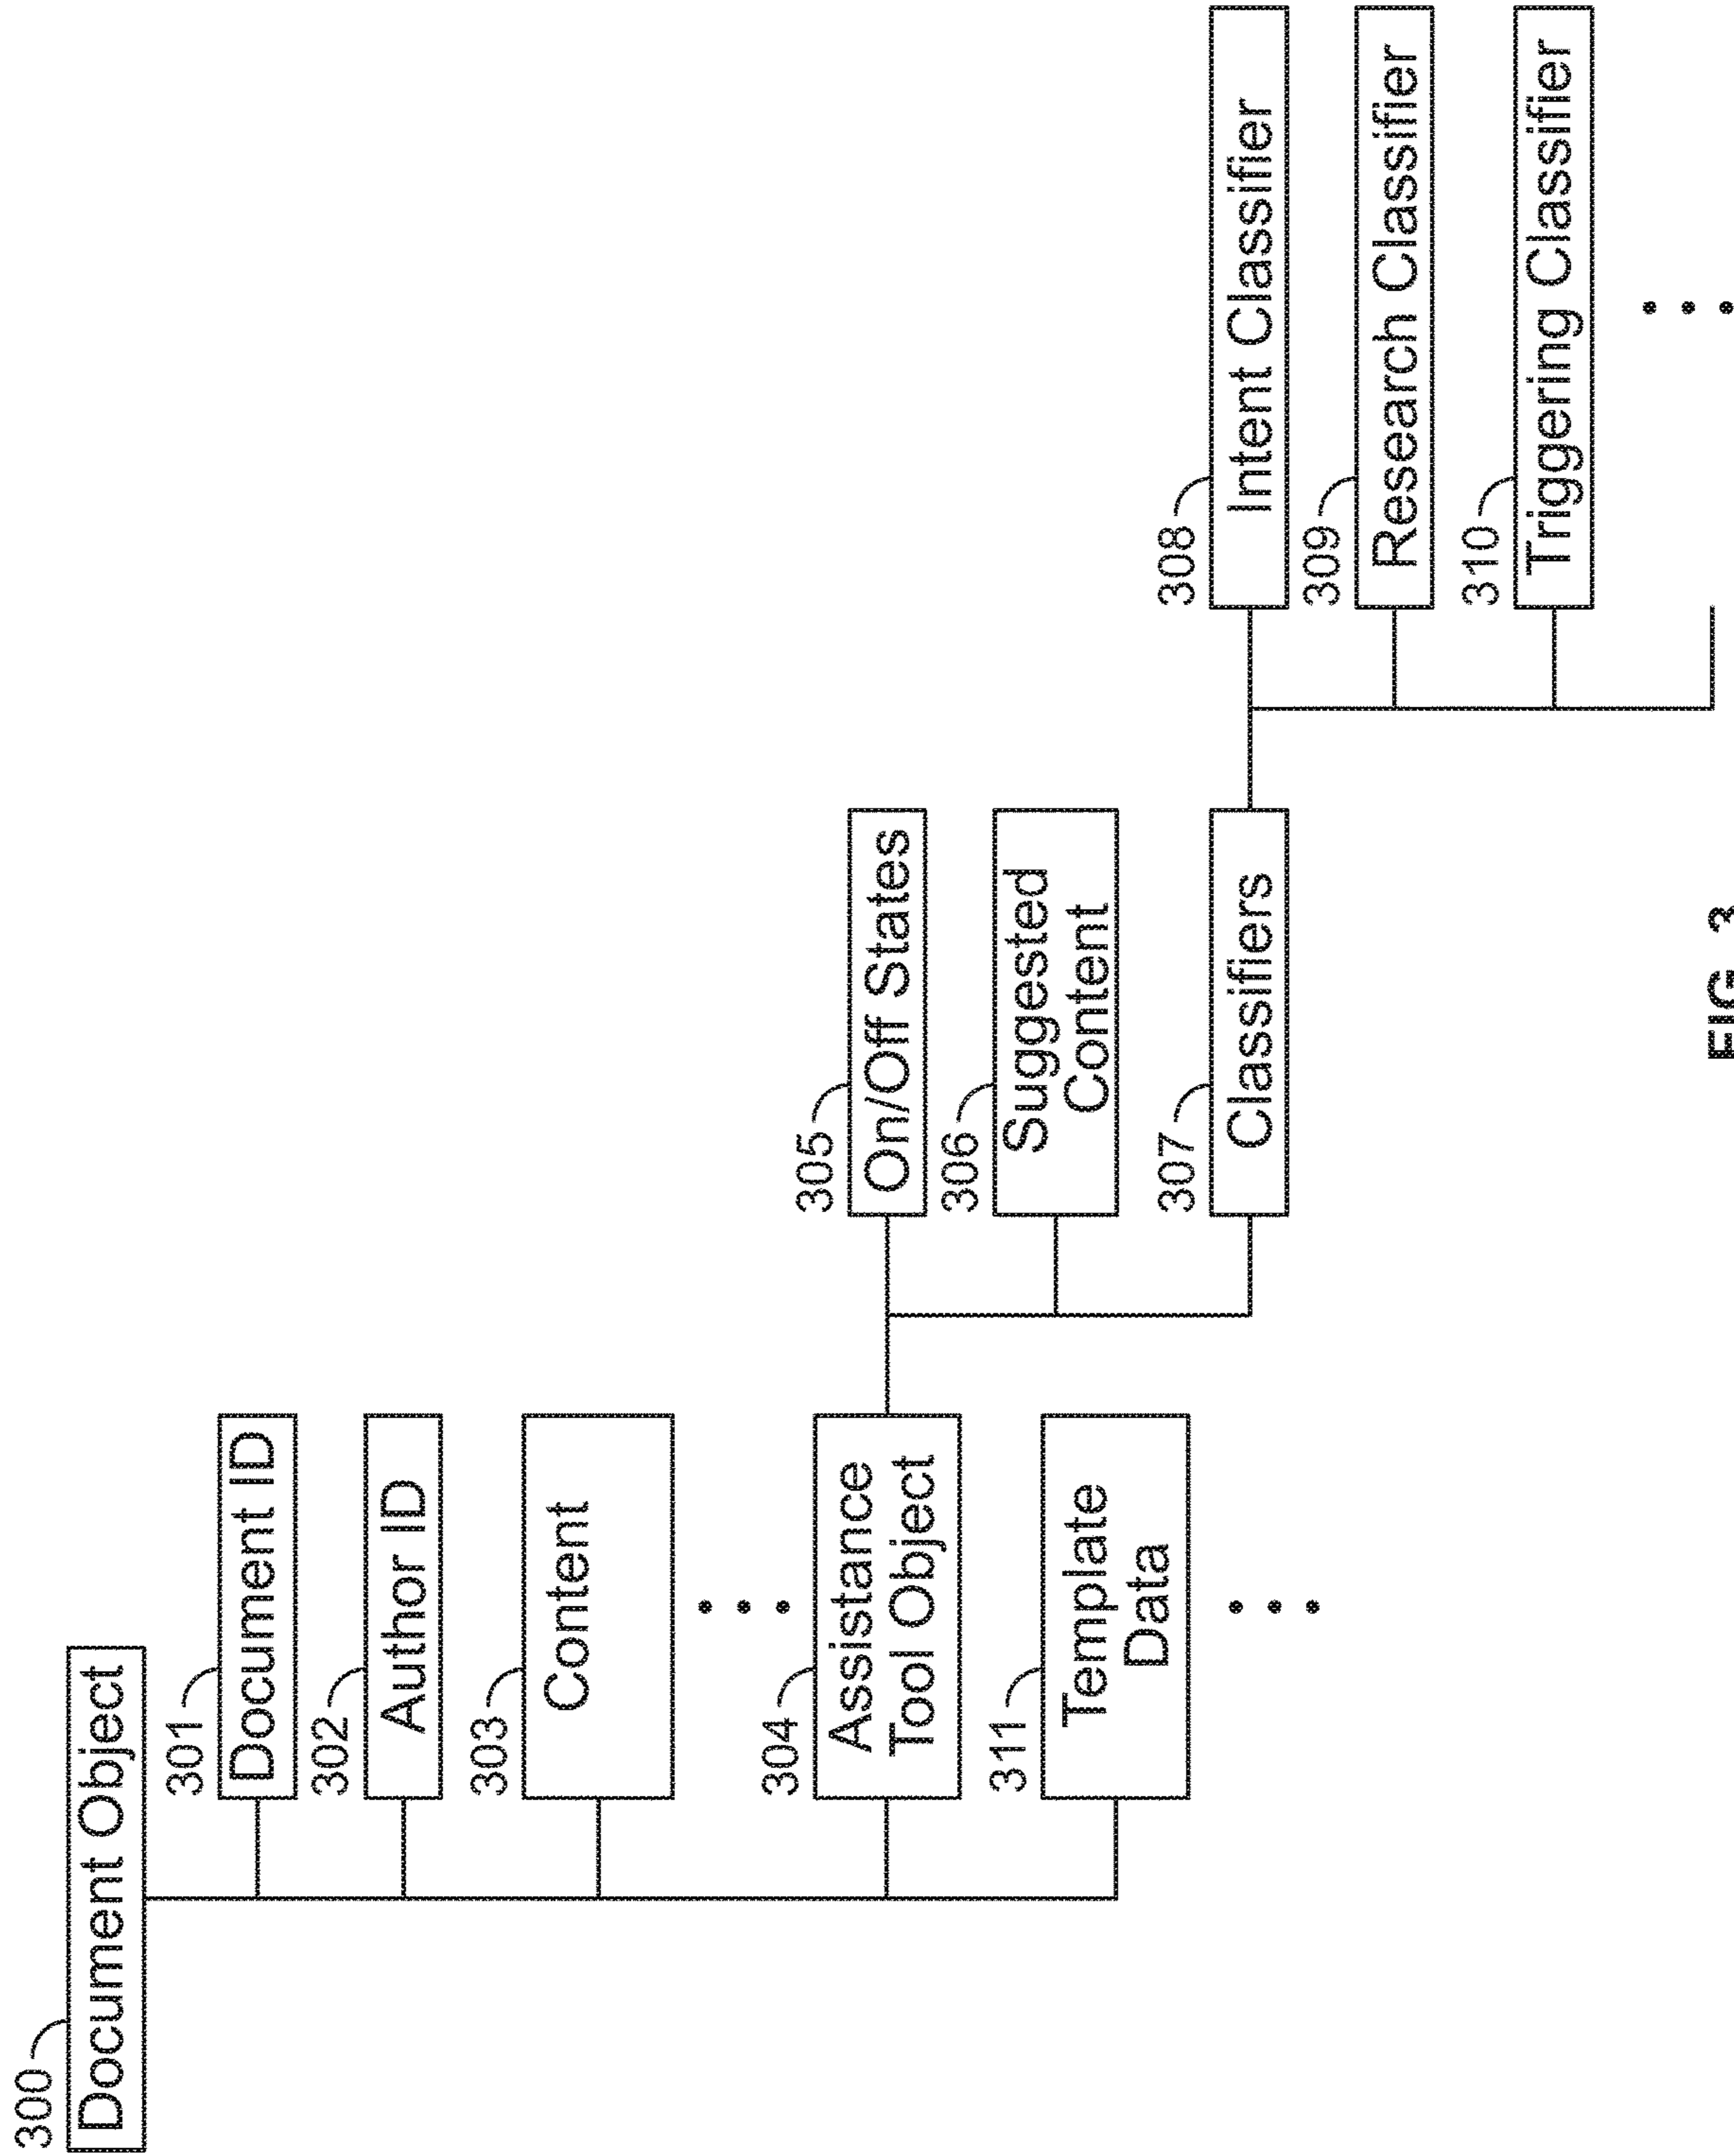 300
Document Object
301
Document ID
302
Author ID
303
Content
304
Assistance
Tool Object
311
Template
Data
305
On/Off States
306
Suggested
Content
307
Classifiers
308
Intent Classifier
309
Research Classifier
310
Triggering Classifier
FIG. 3